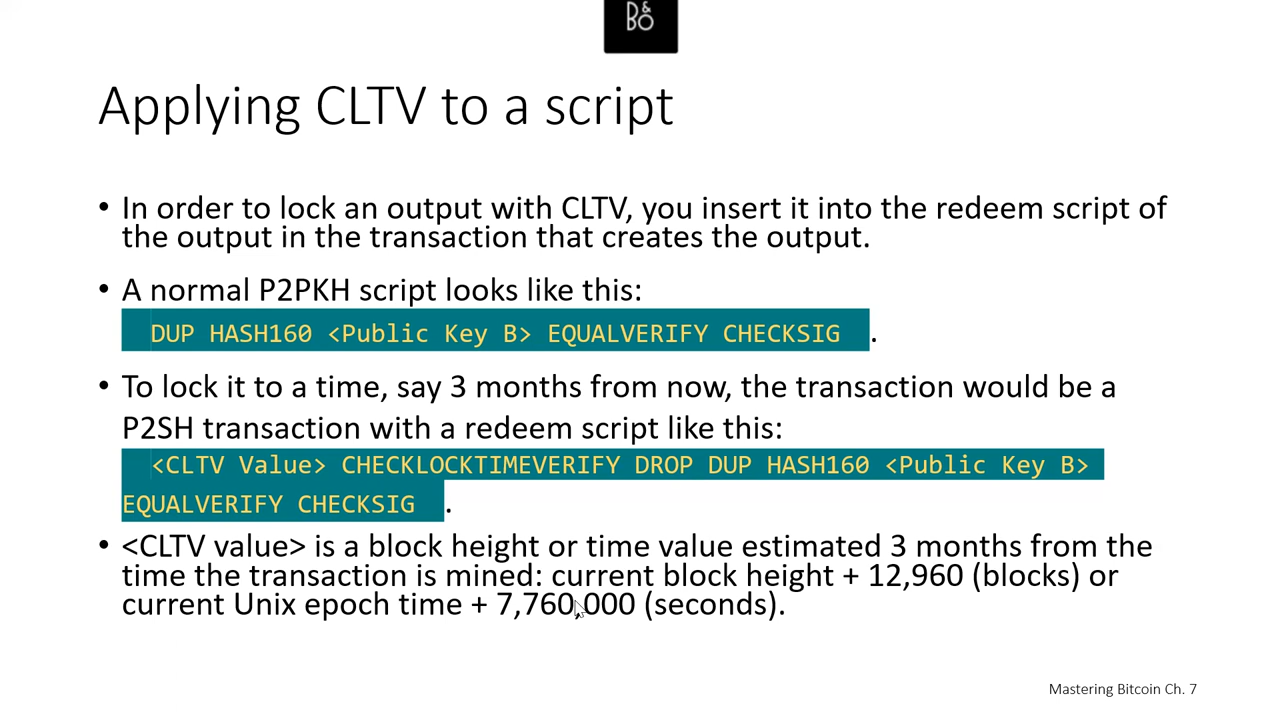 D&
BO
Applying CLTV to a script
• In order to lock an output with CLTV, you insert it into the redeem script of
the output in the transaction that creates the output.
• A normal P2PKH script looks like this:
DUP HASH160 <Public Key B> EQUALVERIFY CHECKSIG .
• To lock it to a time, say 3 months from now, the transaction would be a
P2SH transaction with a redeem script like this:
<CLTV Value> CHECKLOCKTIMEVERIFY DROP DUP HASH160 <Public Key B>
EQUALVERIFY CHECKSIG .
• <CLTV value> is a block height or time value estimated 3 months from the
time the transaction is mined: current block height + 12,960 (blocks) or
current Unix epoch time + 7,760,000 (seconds).
Mastering Bitcoin Ch. 7